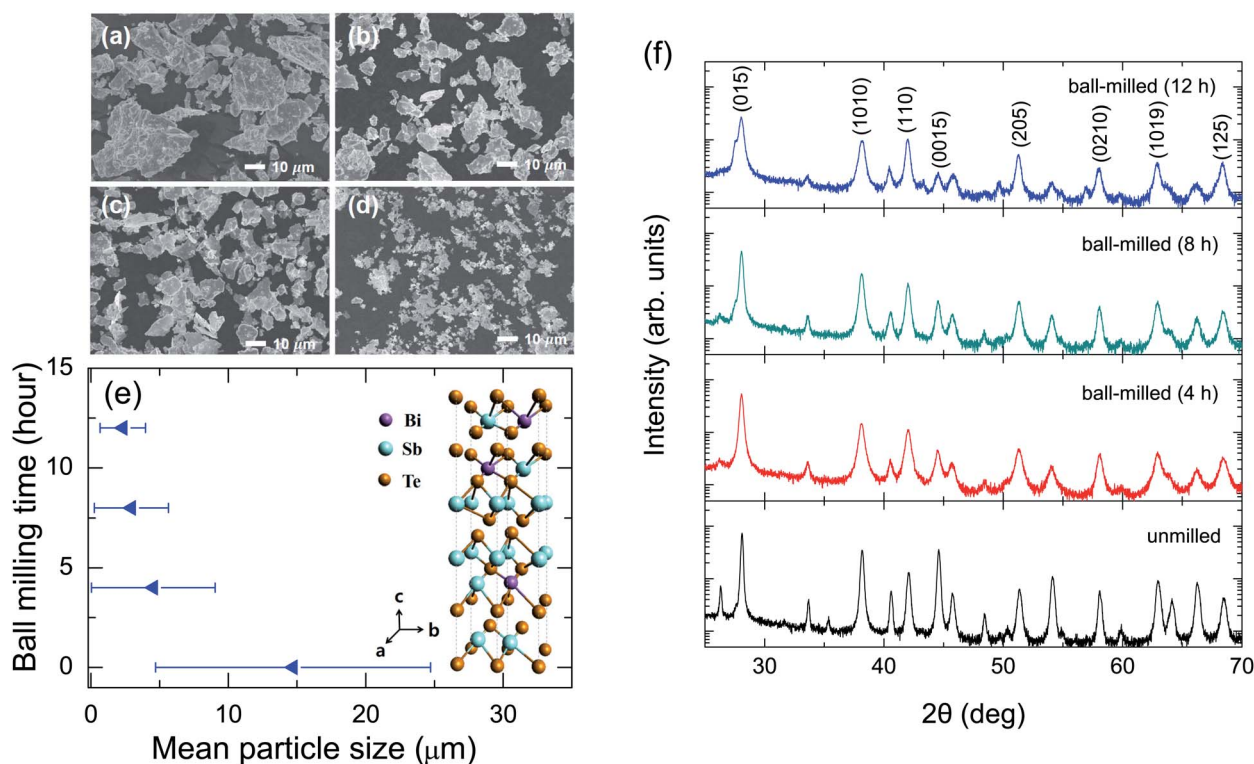 (a)
10 μm
(b)
10 μm
(c)
10 μm
(d)
10 μm
(e)
Ball milling time (hour)
15
10
5
0
0
10
20
30
Mean particle size (μm)
Bi
Sb
Te
c
b
a
(f)
Intensity (arb. units)
ball-milled (12 h)
(015)
(1010)
(110)
(0015)
(205)
(0210)
(1019)
(125)
ball-milled (8 h)
ball-milled (4 h)
unmilled
30
40
50
60
70
2θ (deg)